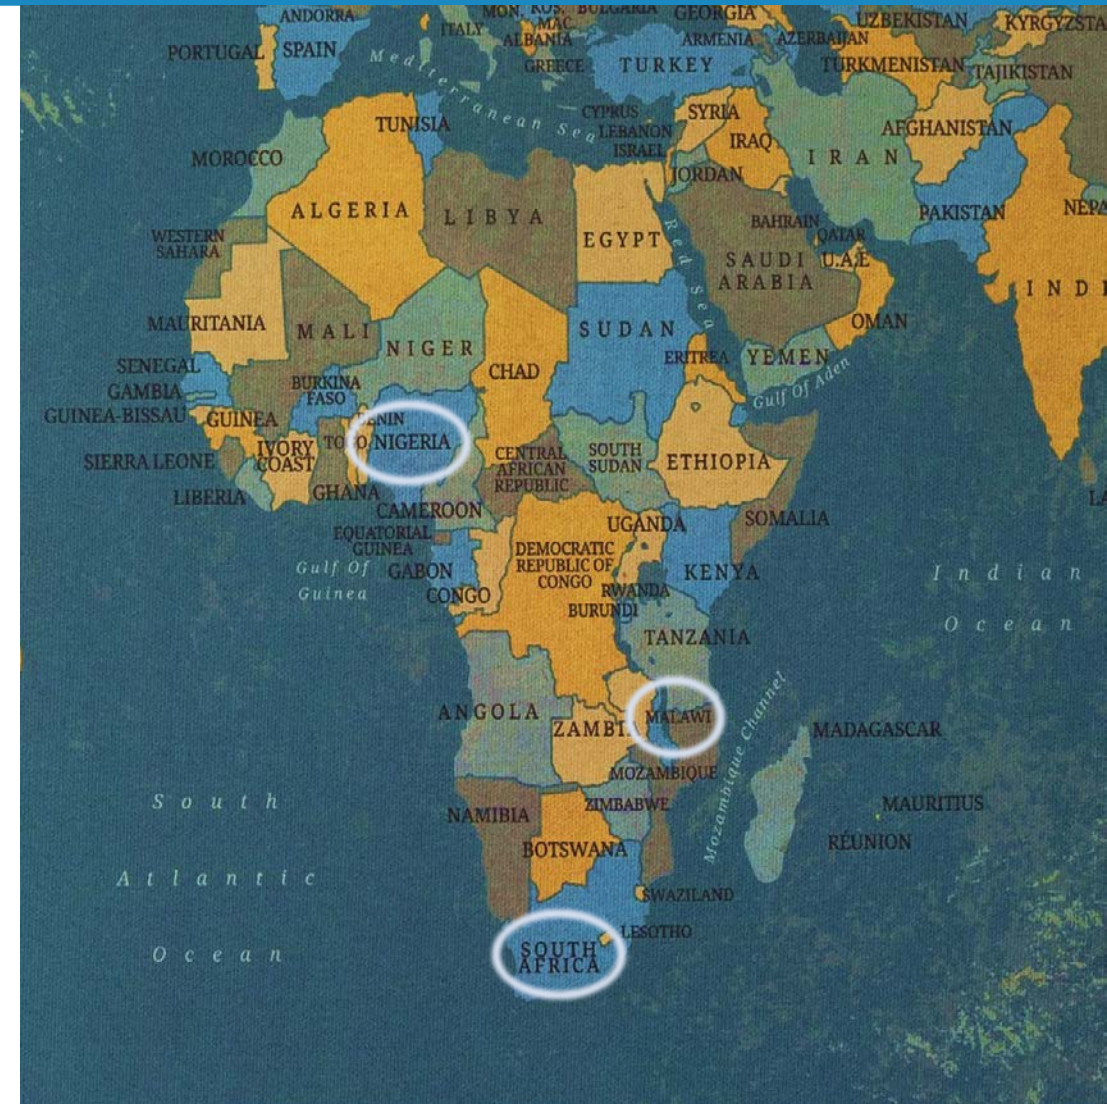 ANDORRA
MON.
KOS.
BULGARIA
GEORGIA
UZBEKISTAN
KYRGYZSTA
ITALY
MAC
ALBANIA
ARMENIA
AZERBAIJAN
PORTUGAL
SPAIN
GREECE
TURKEY
TURKMENISTAN
TAJIKISTAN
Mediterranean Sea
TUNISIA
CYPRUS
LEBANON
ISRAEL
SYRIA
IRAQ
AFGHANISTAN
MOROCCO
JORDAN
IRAN
ALGERIA
LIBYA
EGYPT
BAHRAIN
QATAR
PAKISTAN
NEPA
WESTERN
SAHARA
Red Sea
SAUDI
ARABIA
U.A.E
INDI
MAURITANIA
MALI
NIGER
CHAD
SUDAN
OMAN
SENEGAL
ERITREA
YEMEN
GAMBIA
BURKINA
FASO
Gulf Of Aden
GUINEA-BISSAU
GUINEA
ENIN
TOGO
NIGERIA
SIERRA LEONE
IVORY
COAST
CENTRAL
AFRICAN
REPUBLIC
SOUTH
SUDAN
ETHIOPIA
LIBERIA
GHANA
CAMEROON
SOMALIA
LA
EQUATORIAL
GUINEA
UGANDA
DEMOCRATIC
REPUBLIC OF
CONGO
Gulf Of
Guinea
GABON
CONGO
KENYA
RWANDA
BURUNDI
Indian
Ocean
TANZANIA
ANGOLA
ZAMBI
MALAWI
Mozambique Channel
MADAGASCAR
MOZAMBIQUE
South
Atlantic
Ocean
NAMIBIA
ZIMBABWE
MAURITIUS
BOTSWANA
RÉUNION
SWAZILAND
LESOTHO
SOUTH
AFRICA